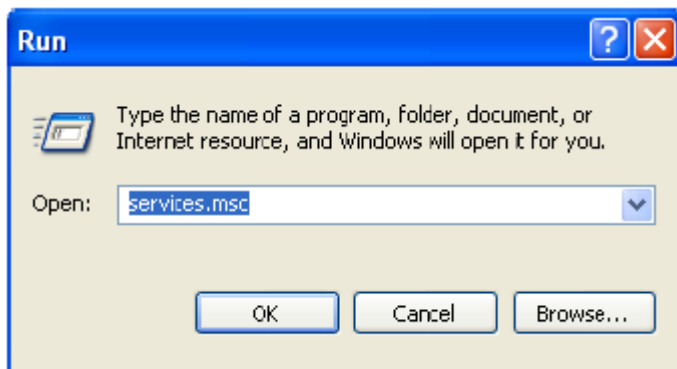 Run
Type the name of a program, folder, document, or
Internet resource, and Windows will open it for you.
Open: services.msc
OK Cancel Browse...